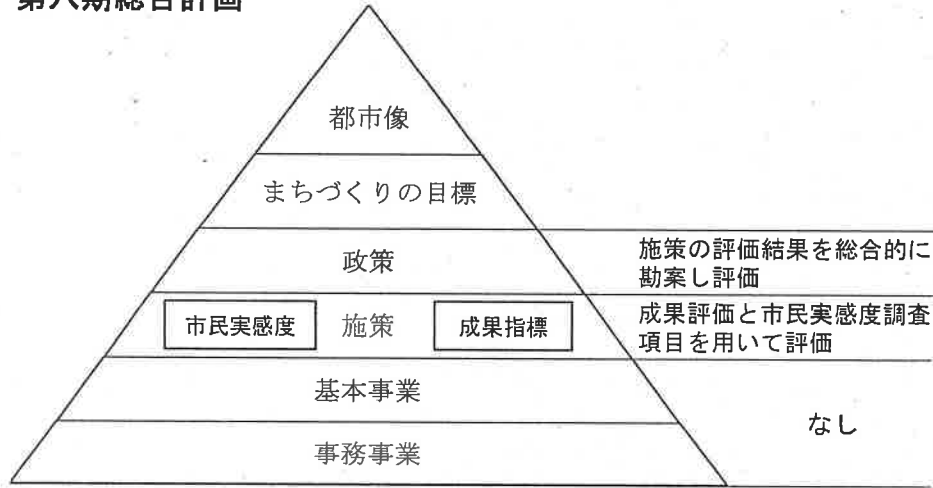 第八期総合計画
都市像
まちづくりの目標
政策
施策の評価結果を総合的に
勘案し評価
市民実感度
施策
成果指標
成果評価と市民実感度調査
項目を用いて評価
基本事業
なし
事務事業